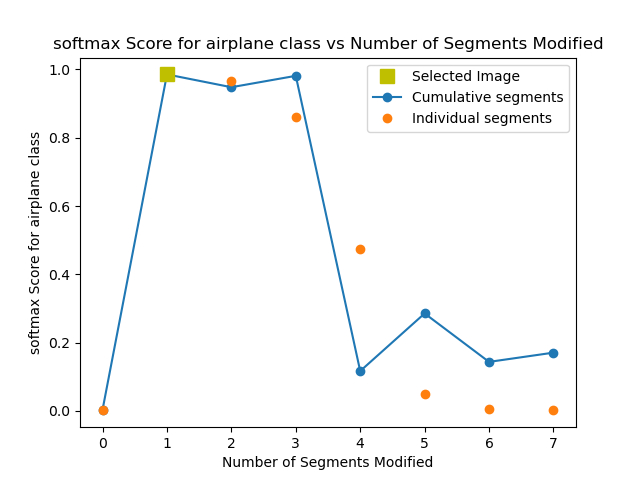 softmax Score for airplane class vs Number of Segments Modified
Selected Image
Cumulative segments
Individual segments
softmax Score for airplane class
1.0
0.8
0.6
0.4
0.2
0.0
0 1 2 3 4 5 6 7
Number of Segments Modified